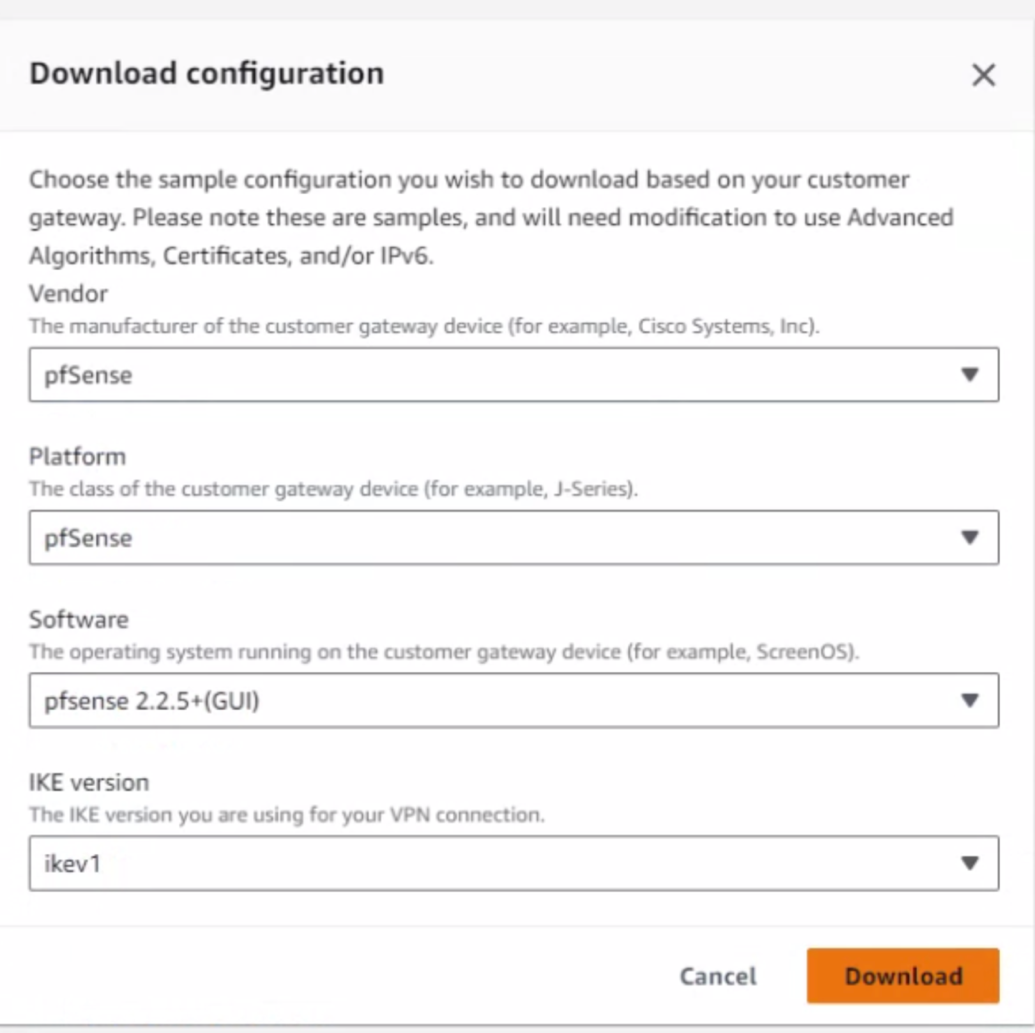 Download configuration
Choose the sample configuration you wish to download based on your customer
gateway. Please note these are samples, and will need modification to use Advanced
Algorithms, Certificates, and/or IPv6.
Vendor
The manufacturer of the customer gateway device (for example, Cisco Systems, Inc).
pfSense
Platform
The class of the customer gateway device (for example, J-Series).
pfSense
Software
The operating system running on the customer gateway device (for example, ScreenOS).
pfsense 2.2.5+(GUI)
IKE version
The IKE version you are using for your VPN connection.
ikev1
Cancel Download